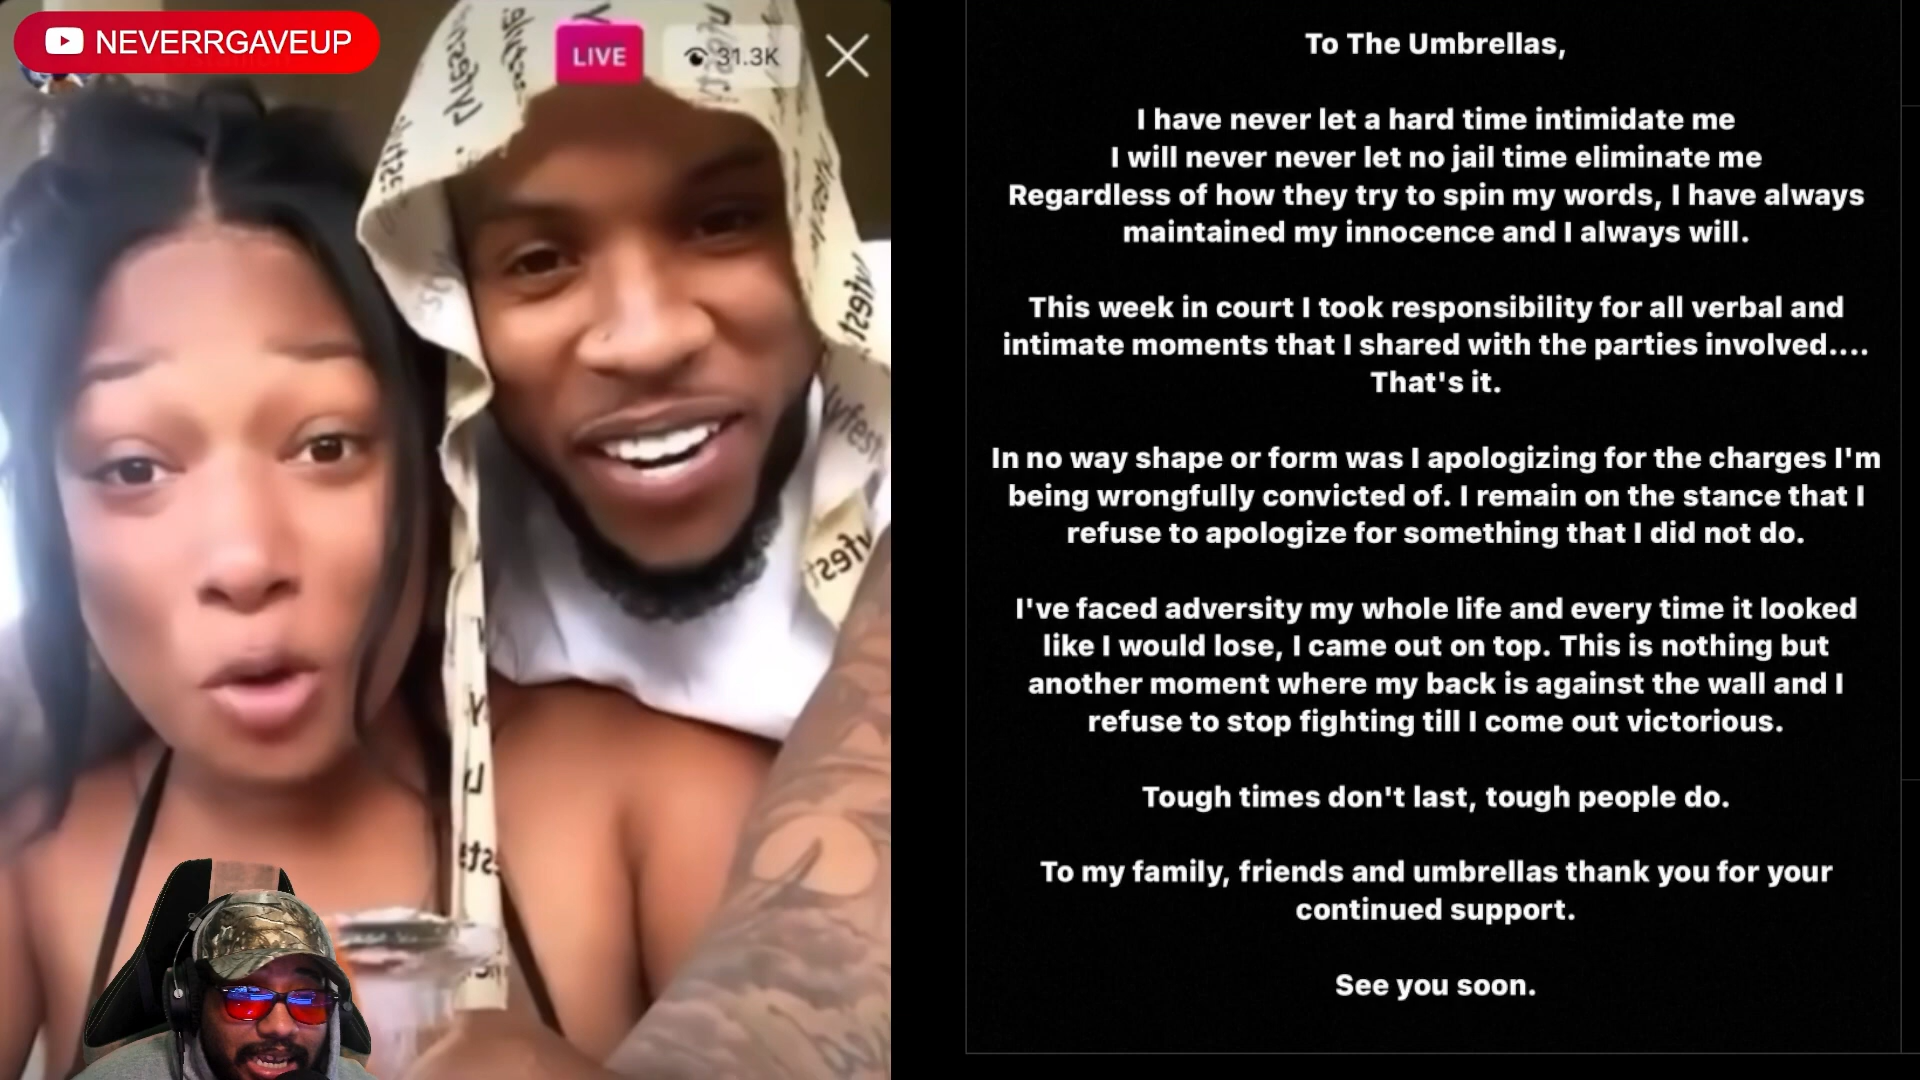 NEVERRGAVEUP
LIVE
31.3K
To The Umbrellas,
I have never let a hard time intimidate me
I will never never let no jail time eliminate me
Regardless of how they try to spin my words, I have always
maintained my innocence and I always will.
This week in court I took responsibility for all verbal and
intimate moments that I shared with the parties involved....
That's it.
In no way shape or form was I apologizing for the charges I'm
being wrongfully convicted of. I remain on the stance that I
refuse to apologize for something that I did not do.
I've faced adversity my whole life and every time it looked
like I would lose, I came out on top. This is nothing but
another moment where my back is against the wall and I
refuse to stop fighting till I come out victorious.
Tough times don't last, tough people do.
To my family, friends and umbrellas thank you for your
continued support.
See you soon.